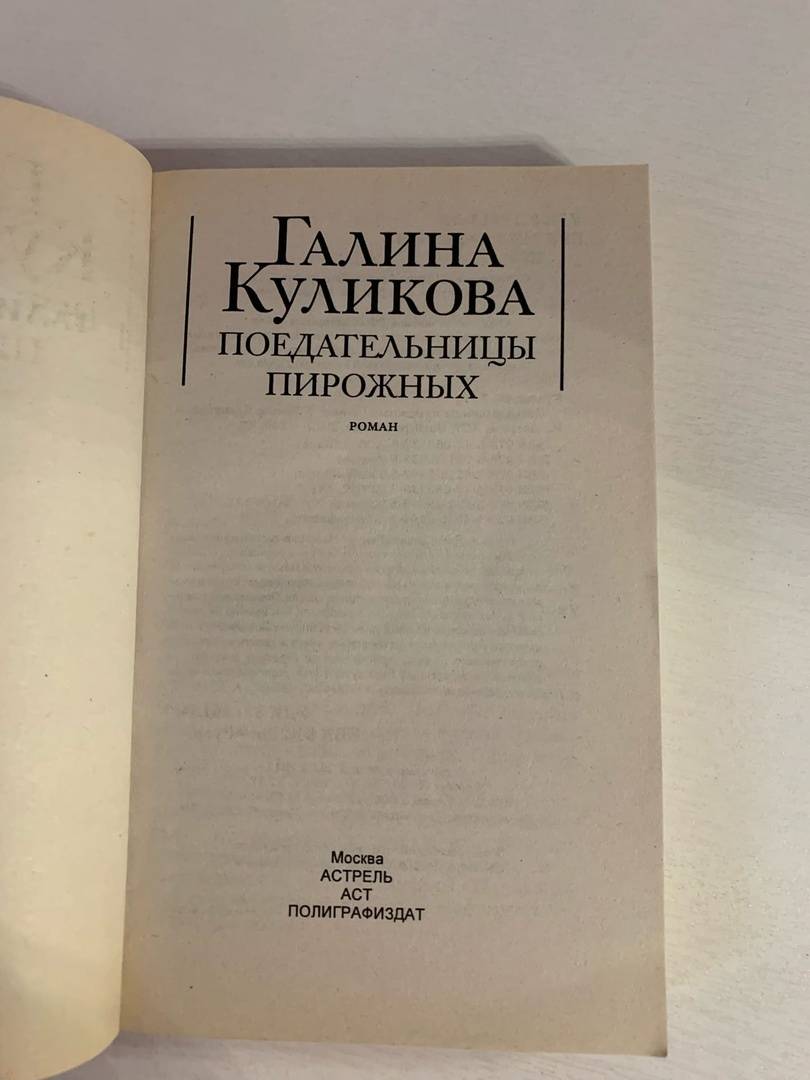 ГАЛИНА
КУЛИКОВА
ПОЕДАТЕЛЬНИЦЫ
ПИРОЖНЫХ
РОМАН
Москва
АСТРЕЛЬ
АСТ
ПОЛИГРАФИЗДАТ